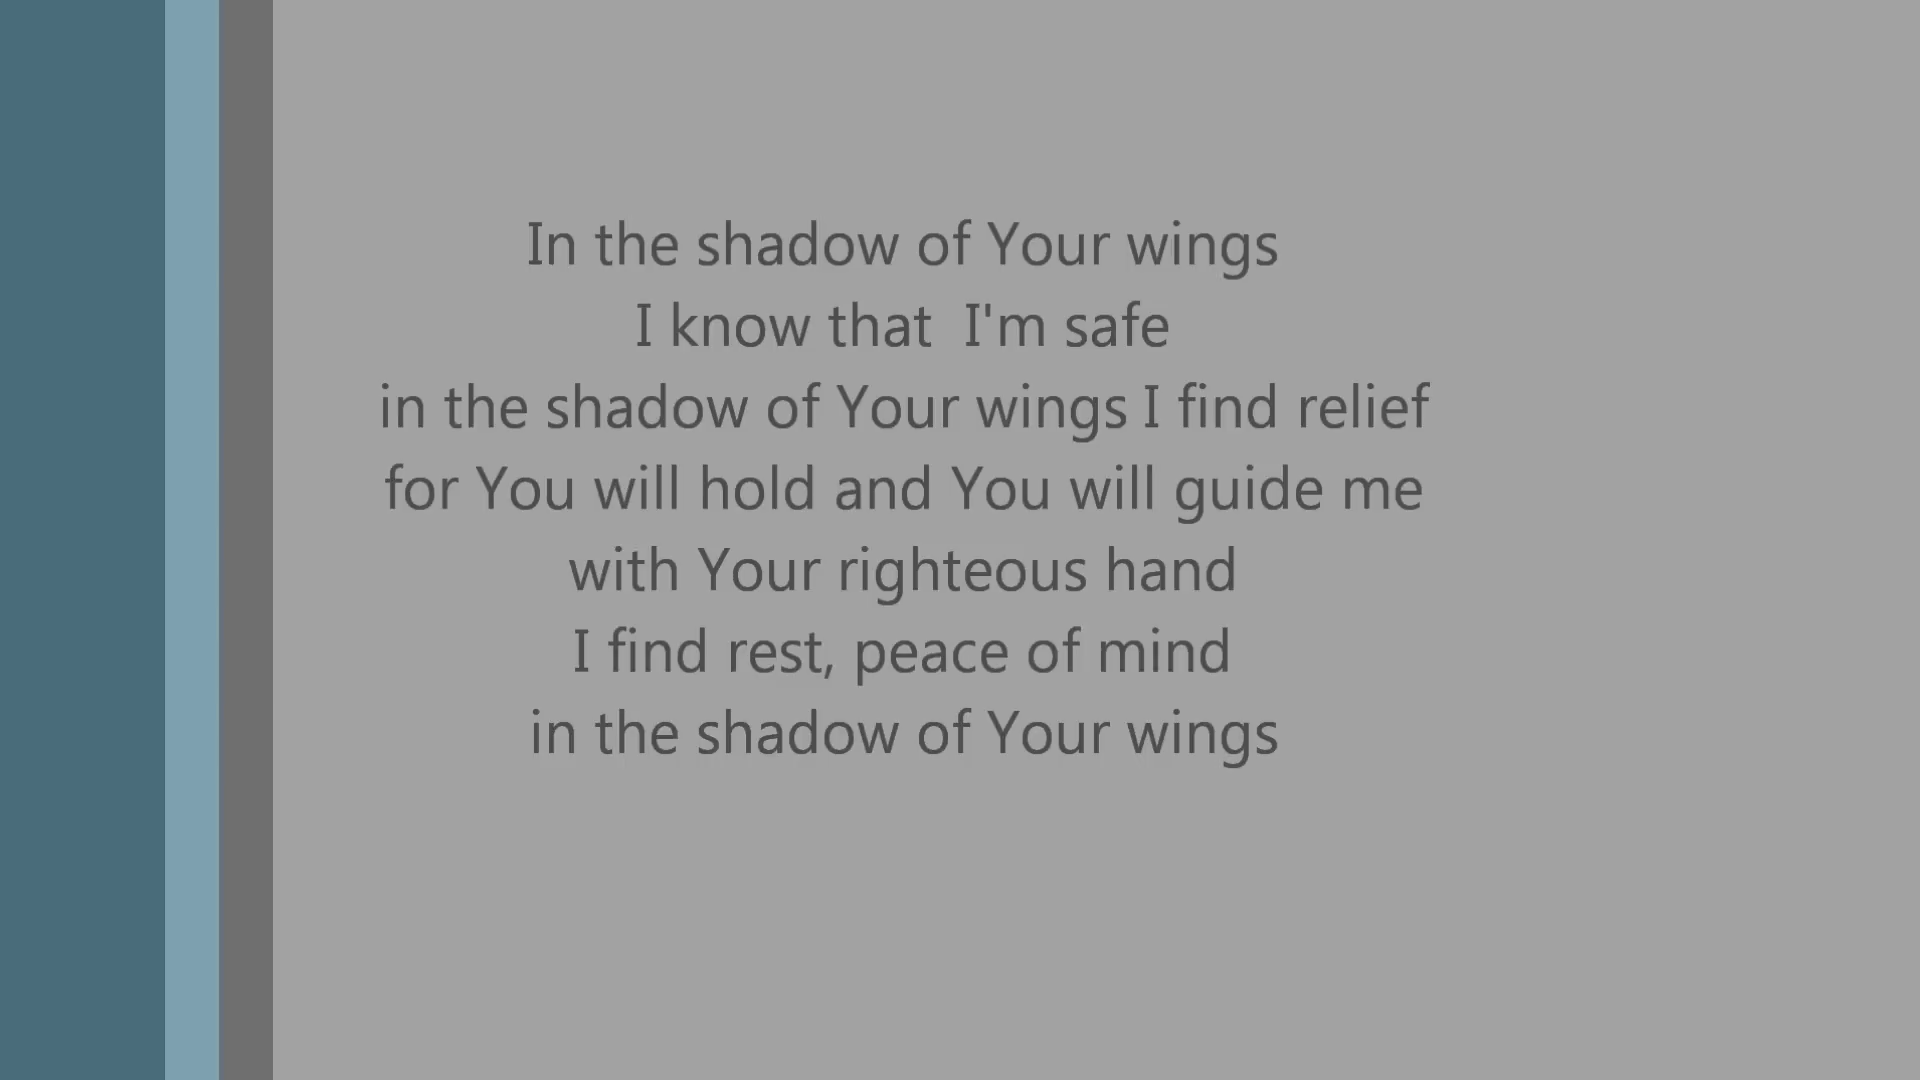 In the shadow of Your wings
I know that  I'm safe
in the shadow of Your wings I find relief
for You will hold and You will guide me
with Your righteous hand
I find rest, peace of mind
in the shadow of Your wings